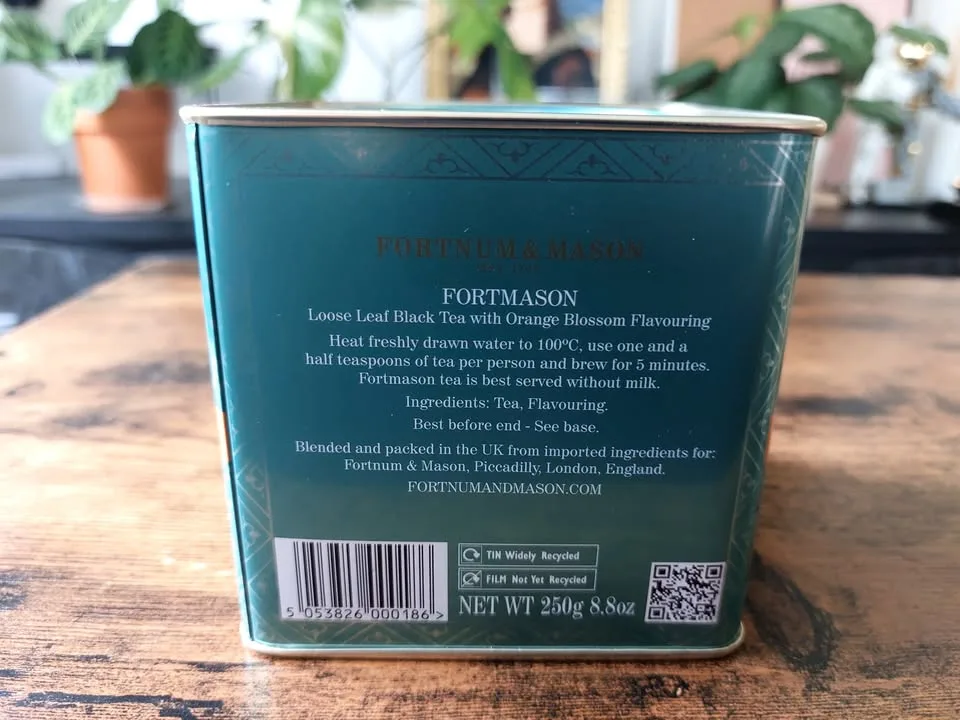 FORTNUM & MASON
FORTMASON
Loose Leaf Black Tea with Orange Blossom Flavouring
Heat freshly drawn water to 100ºC, use one and a
half teaspoons of tea per person and brew for 5 minutes.
Fortmason tea is best served without milk.
Ingredients: Tea, Flavouring.
Best before end - See base.
Blended and packed in the UK from imported ingredients for:
Fortnum & Mason, Piccadilly, London, England.
FORTNUMANDMASON.COM
TIN Widely Recycled
FILM Not Yet Recycled
NET WT 250g 8.8oz
5 053826 000186 >